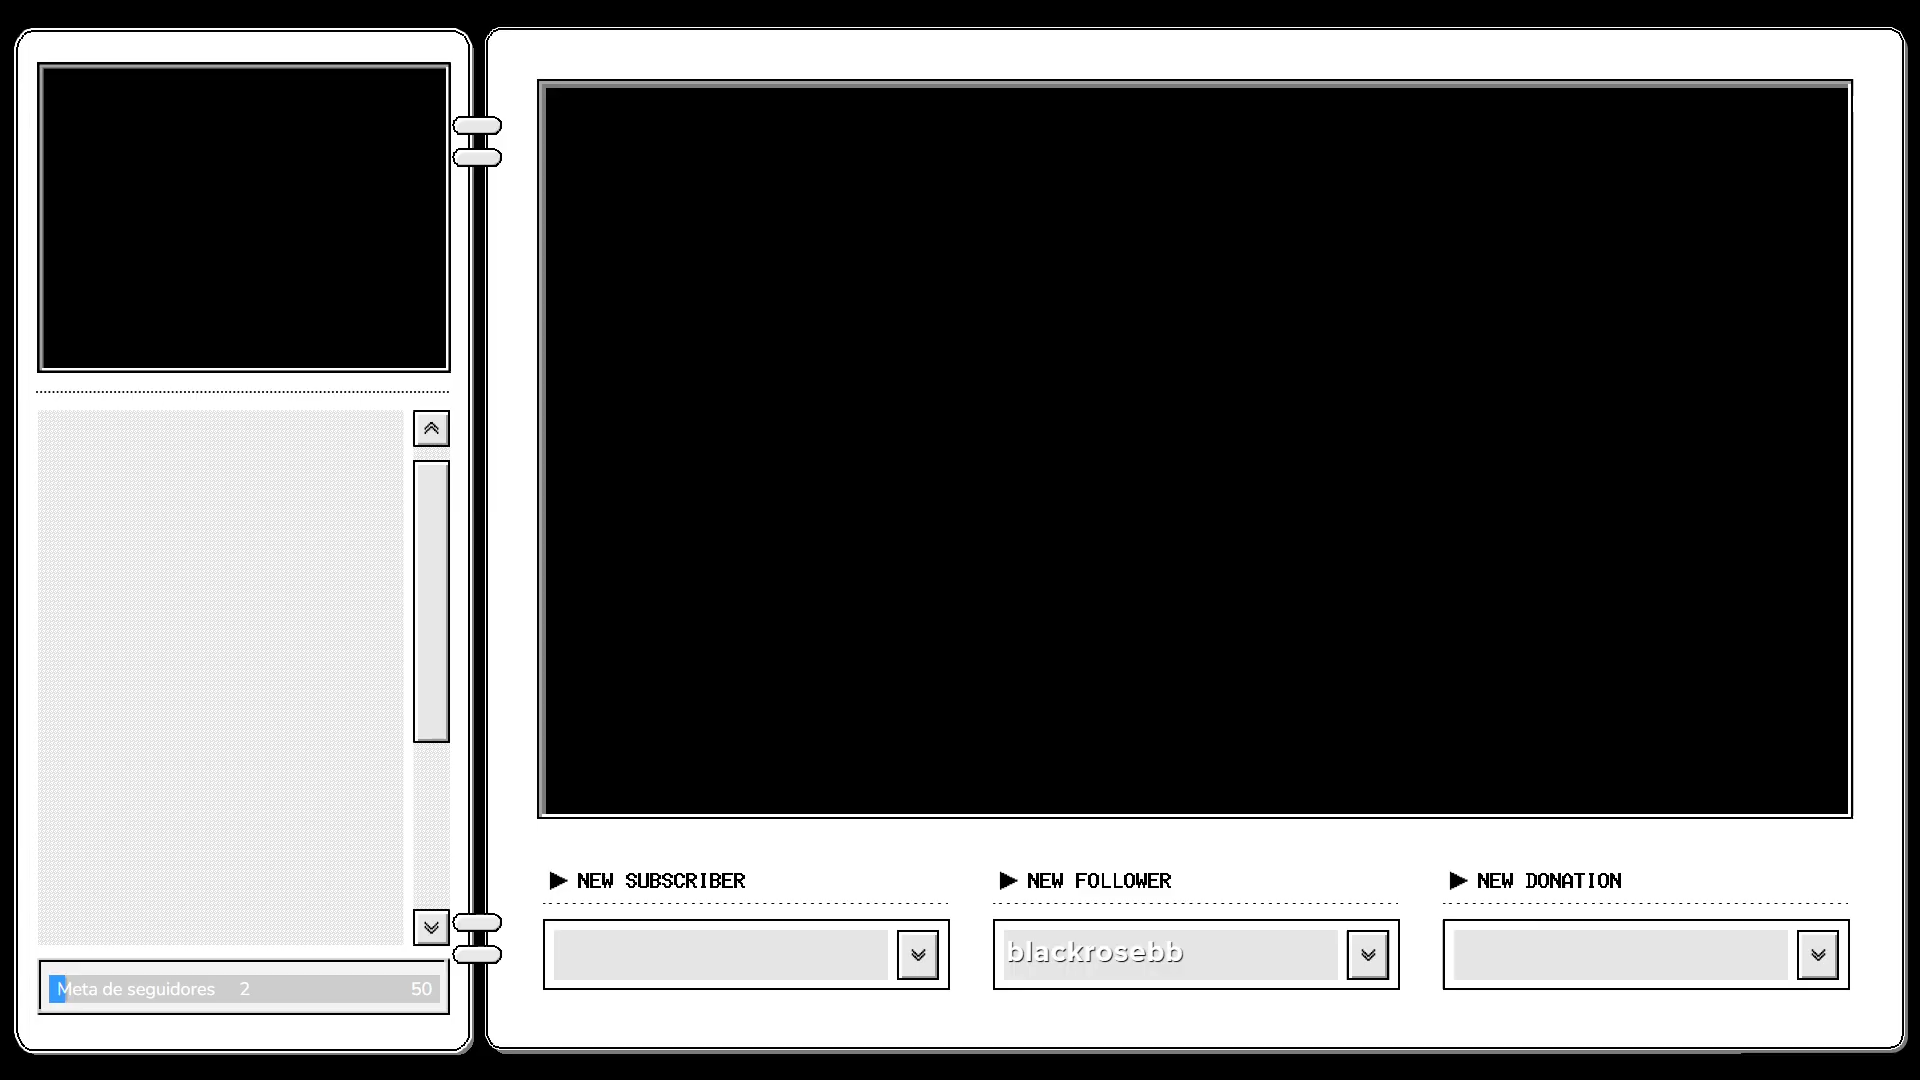 Meta de seguidores 2 50
NEW SUBSCRIBER
NEW FOLLOWER
NEW DONATION
blackrosebb